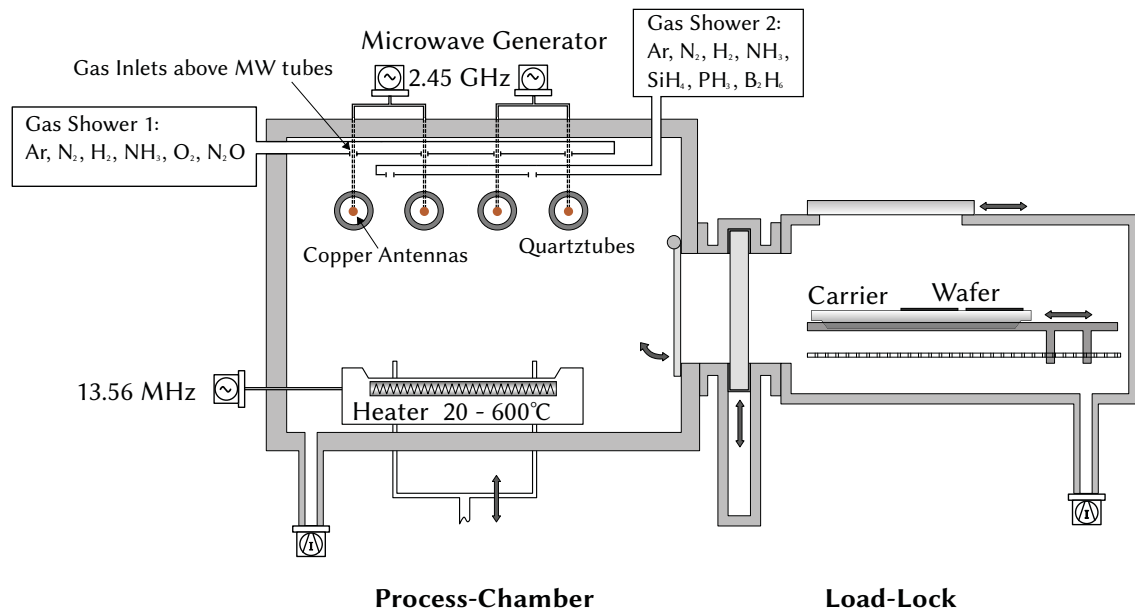 Gas Shower 2:
Ar, N₂, H₂, NH₃,
SiH₄, PH₃, B₂H₆
Microwave Generator
2.45 GHz
Gas Inlets above MW tubes
Gas Shower 1:
Ar, N₂, H₂, NH₃, O₂, N₂O
Copper Antennas
Quartztubes
Carrier
Wafer
13.56 MHz
Heater 20 - 600°C
Process-Chamber
Load-Lock